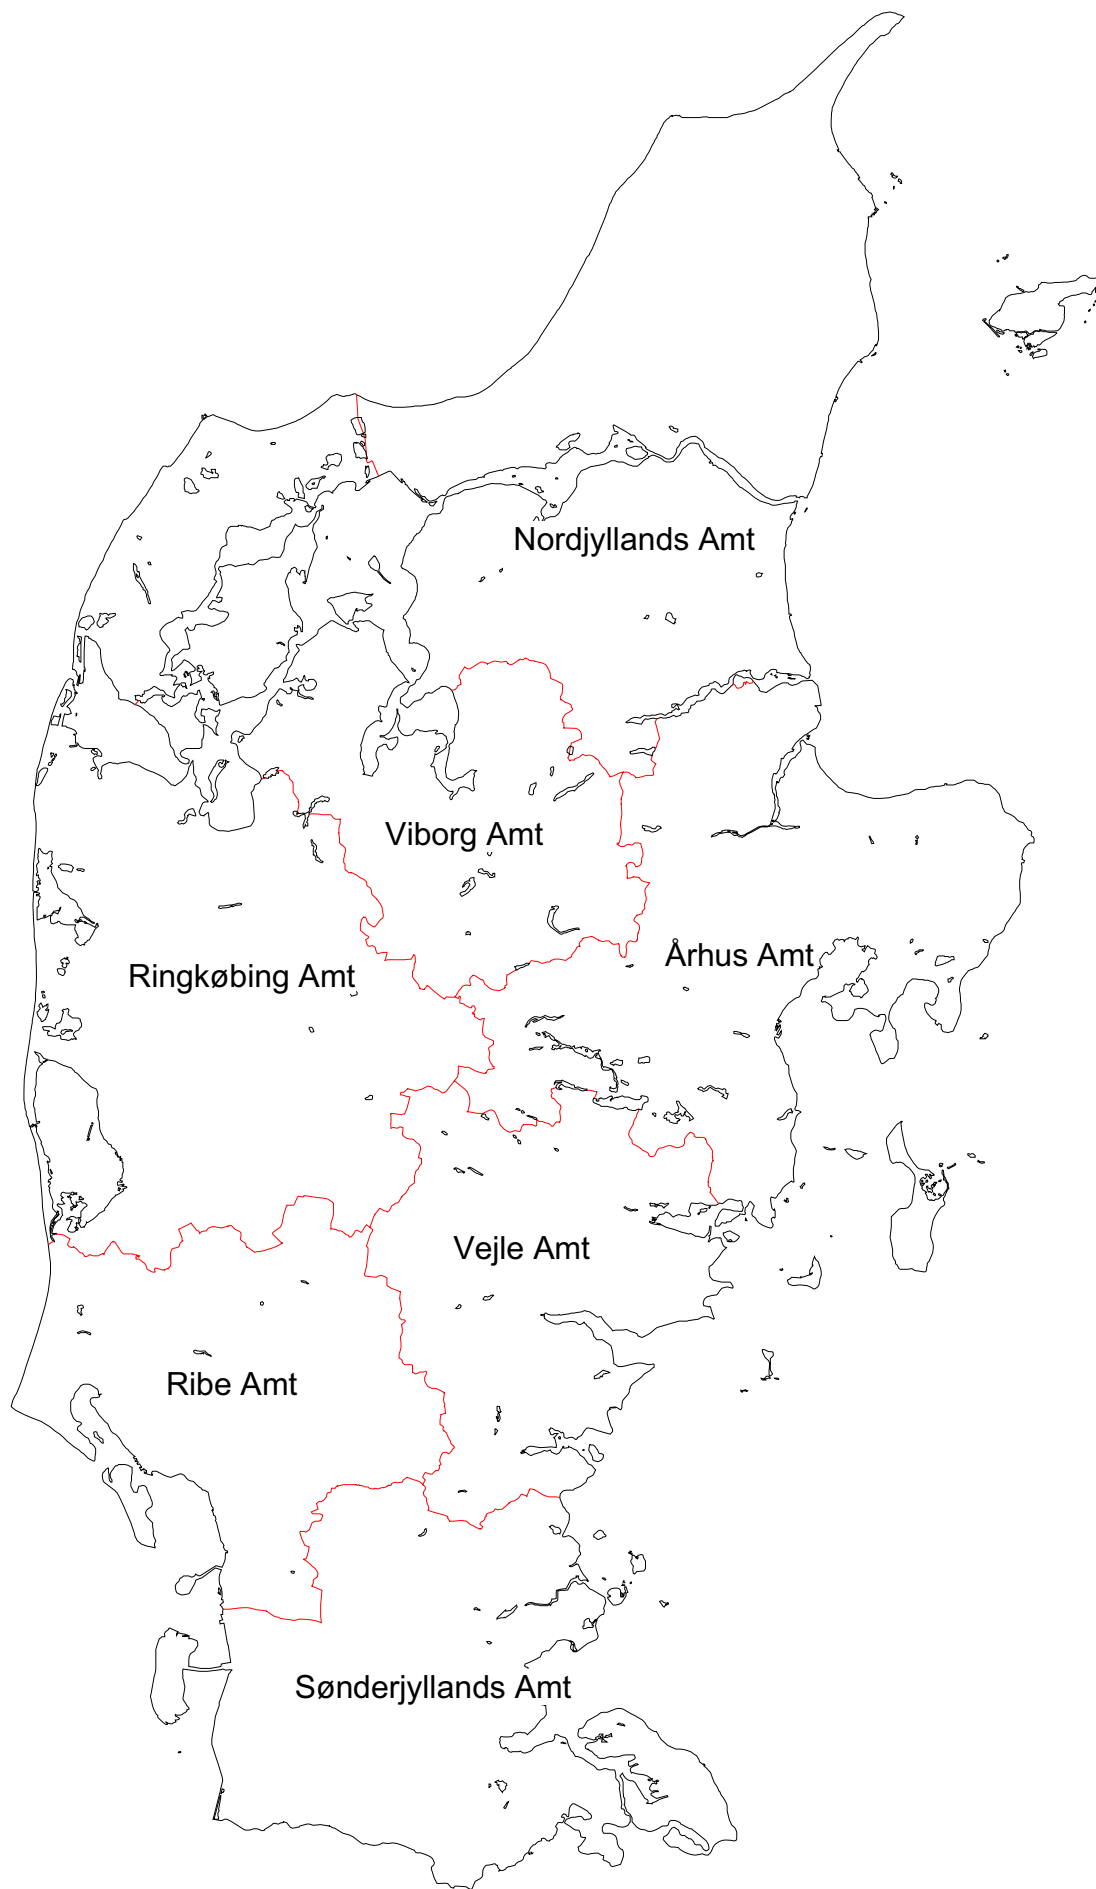 Nordjyllands Amt
Viborg Amt
Århus Amt
Ringkøbing Amt
Vejle Amt
Ribe Amt
Sønderjyllands Amt